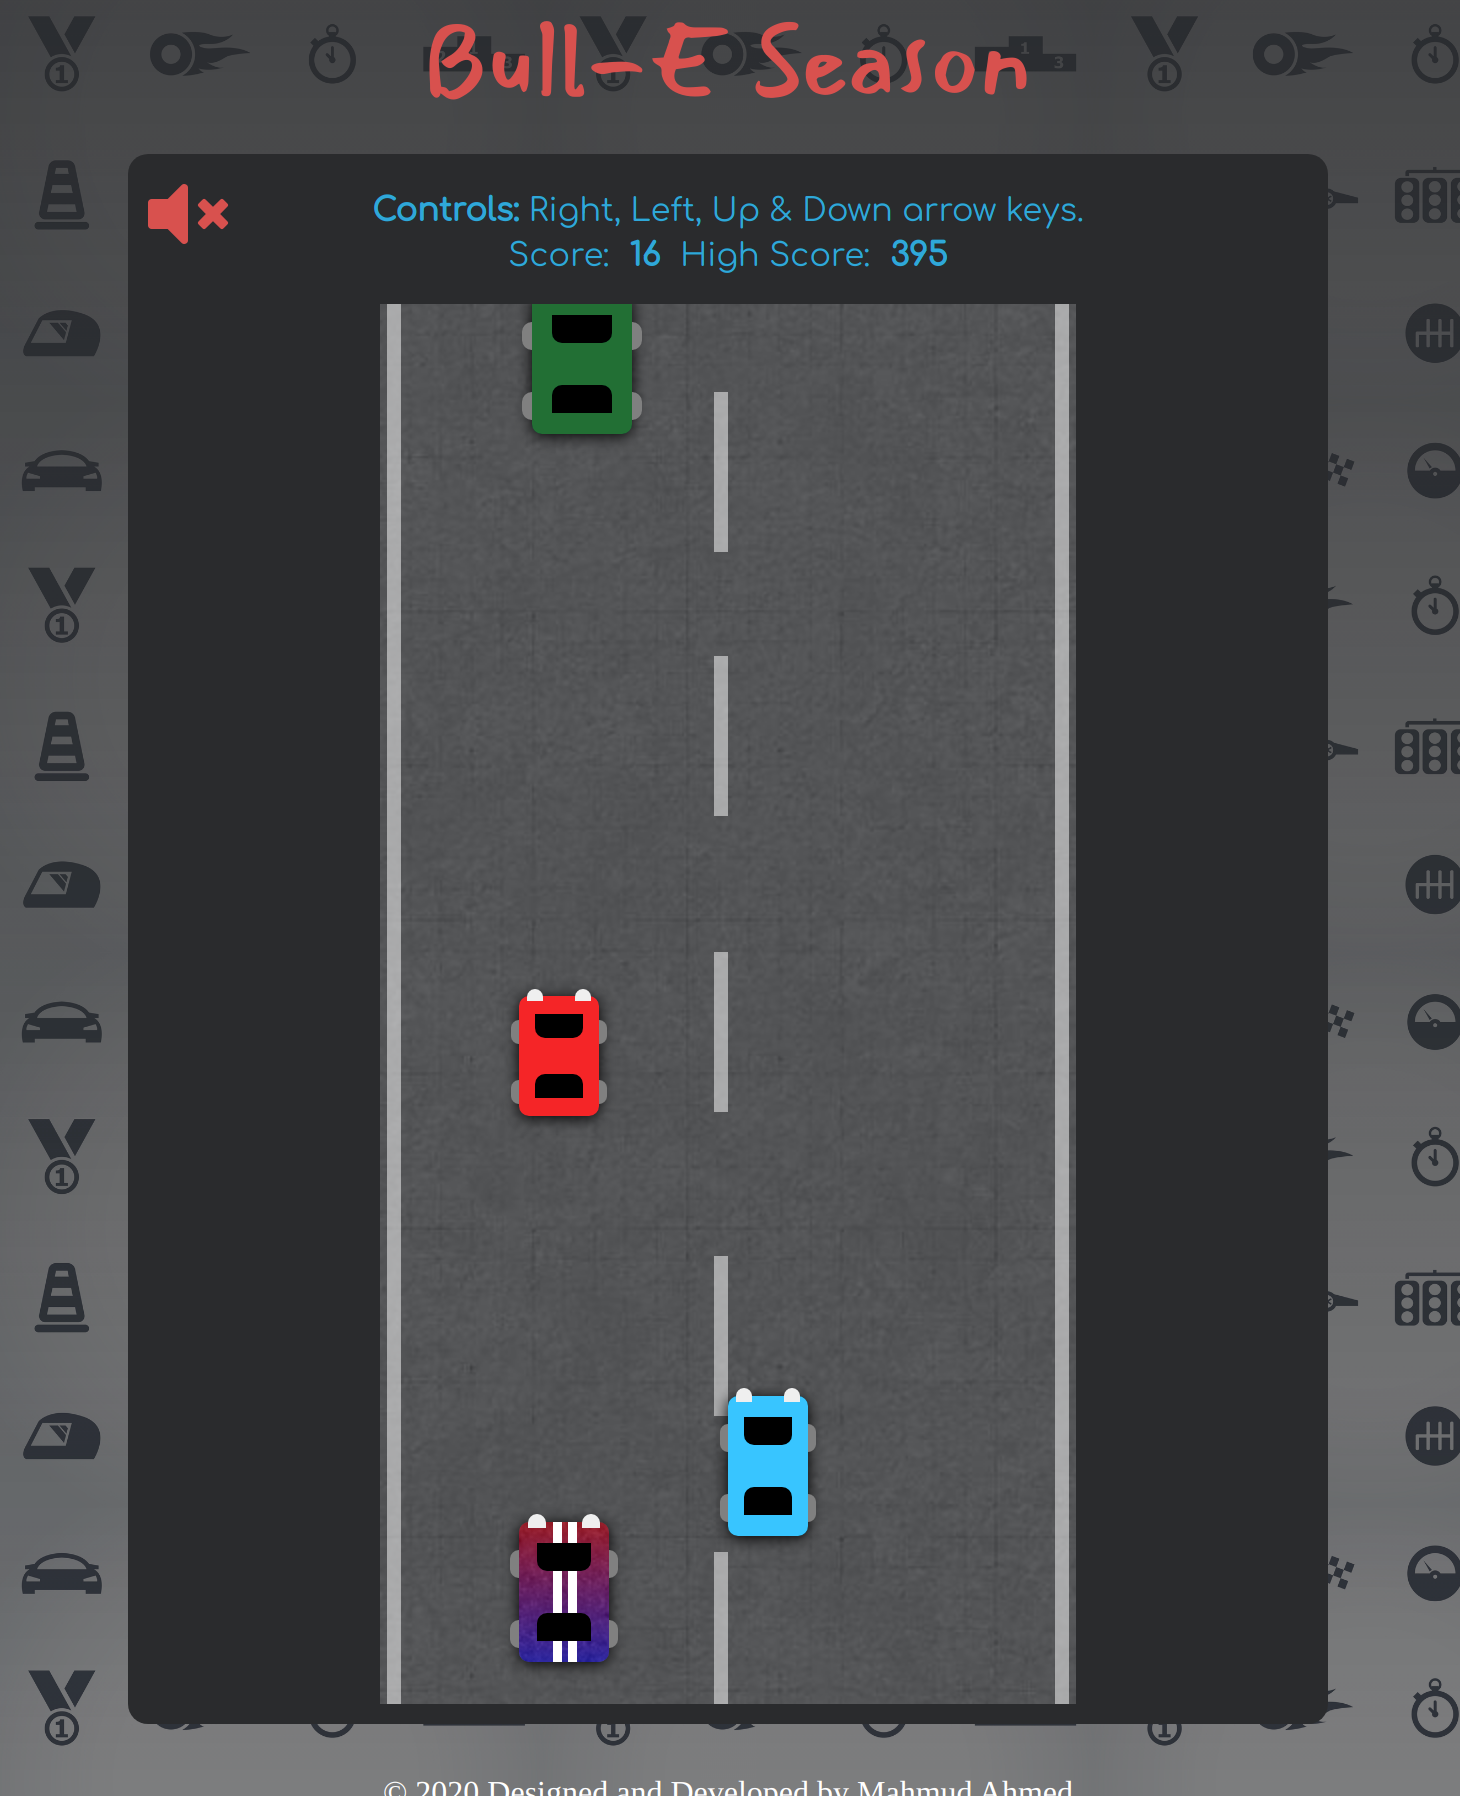 Bull-E Season
Controls: Right, Left, Up & Down arrow keys.
Score: 16 High Score: 395
© 2020 Designed and Developed by Mahmud Ahmed